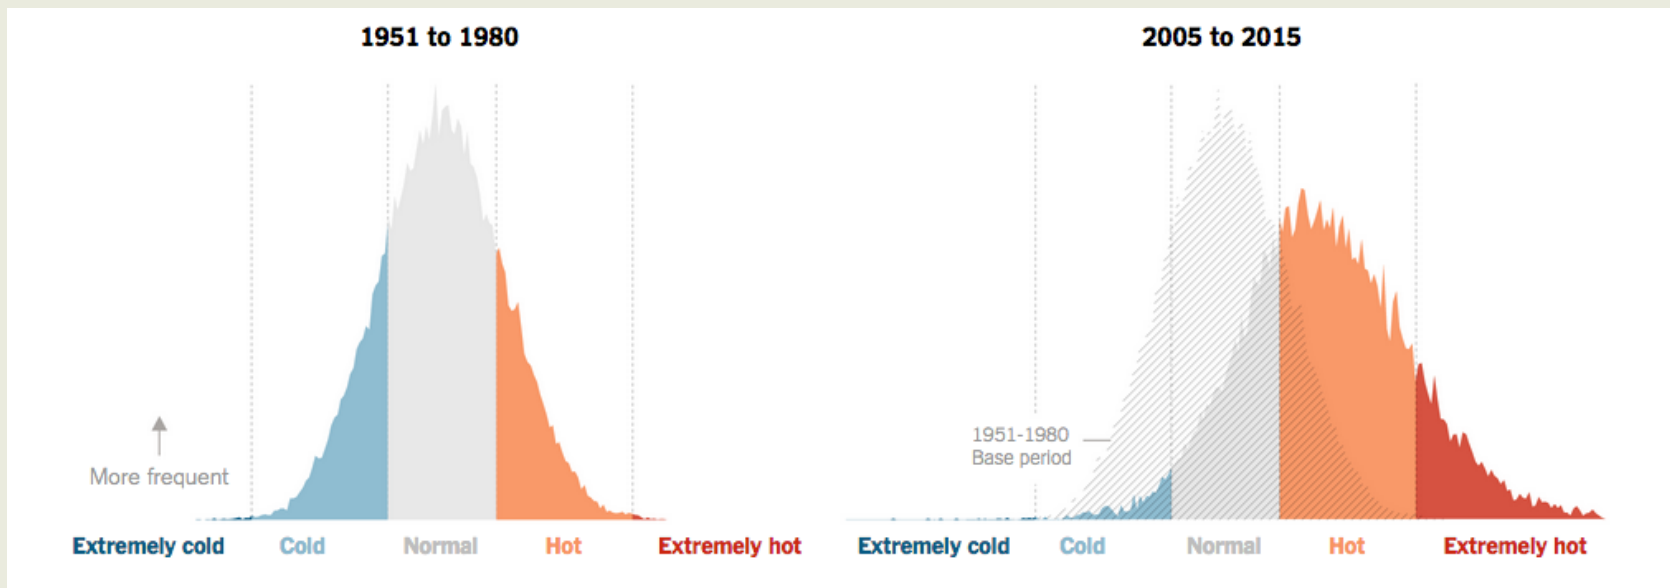 1951 to 1980
2005 to 2015
More frequent
1951-1980
Base period
Extremely cold Cold Normal Hot Extremely hot
Extremely cold Cold Normal Hot Extremely hot